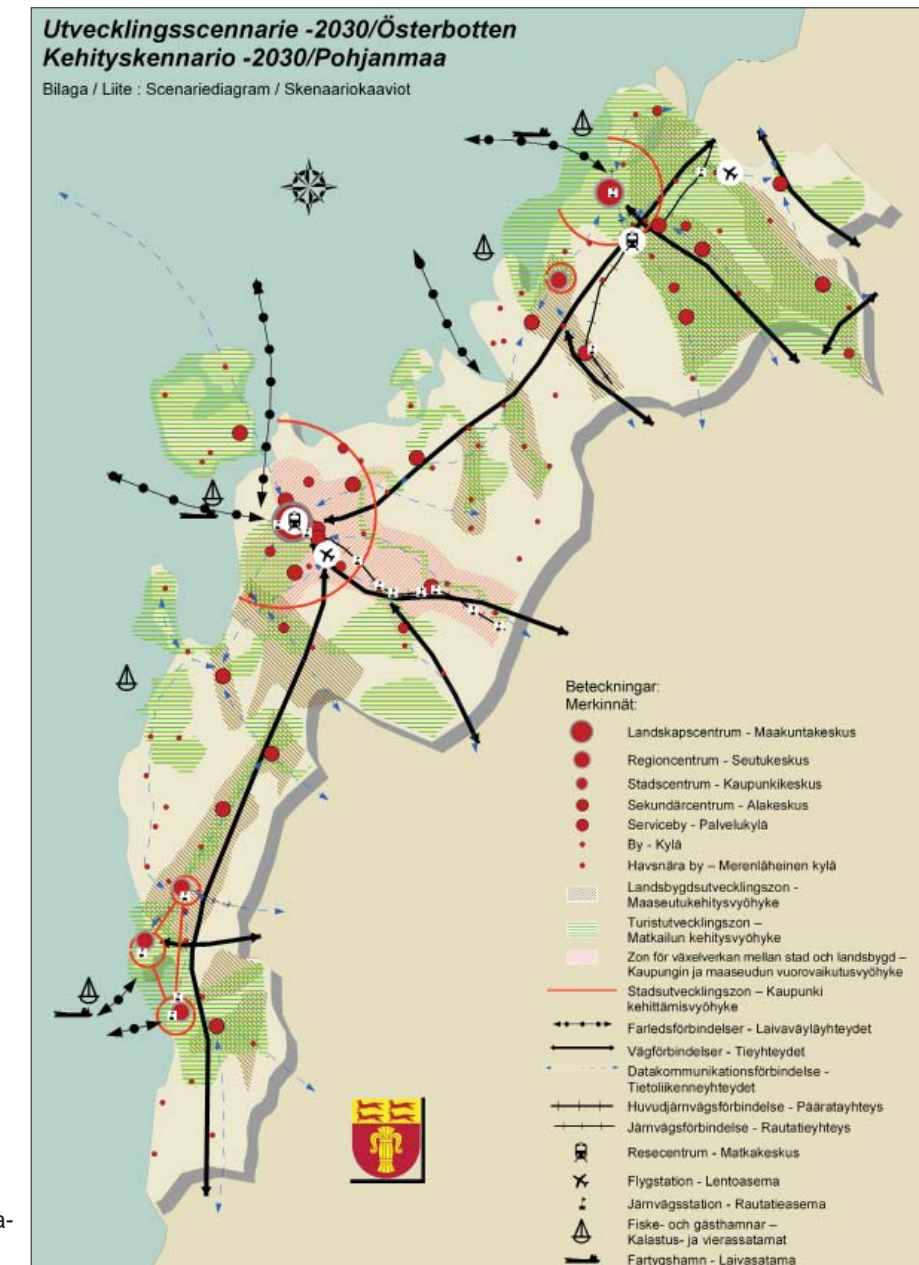 Utvecklingsscennarie -2030/Österbotten
Kehityskennario -2030/Pohjanmaa
Bilaga / Liite : Scenariediagram / Skenaariokaaviot
Beteckningar:
Merkinnät:
Landskapscentrum - Maakuntakeskus
Regioncentrum - Seutukeskus
Stadscentrum - Kaupunkikeskus
Sekundärcentrum - Alakeskus
Serviceby - Palvelukylä
By - Kylä
Havsnära by – Merenläheinen kylä
Landsbygdsutvecklingszon -
Maaseutukehitysvyöhyke
Turistutvecklingszon –
Matkailun kehitysvyöhyke
Zon för växelverkan mellan stad och landsbygd –
Kaupungin ja maaseudun vuorovaikutusvyöhyke
Stadsutvecklingszon – Kaupunki
kehittämisvyöhyke
Farledsförbindelser - Laivaväyläyhteydet
Vägförbindelser - Tieyhteydet
Datakommunikationsförbindelse -
Tietoliikenneyhteydet
Huvudjärnvägsförbindelse - Pääratayhteys
Järnvägsförbindelse - Rautatieyhteys
Resecentrum - Matkakeskus
Flygstation - Lentoasema
Järnvägsstation - Rautatieasema
Fiske- och gästhamnar –
Kalastus- ja vierassatamat
Fartygshamn - Laivasatama
a-